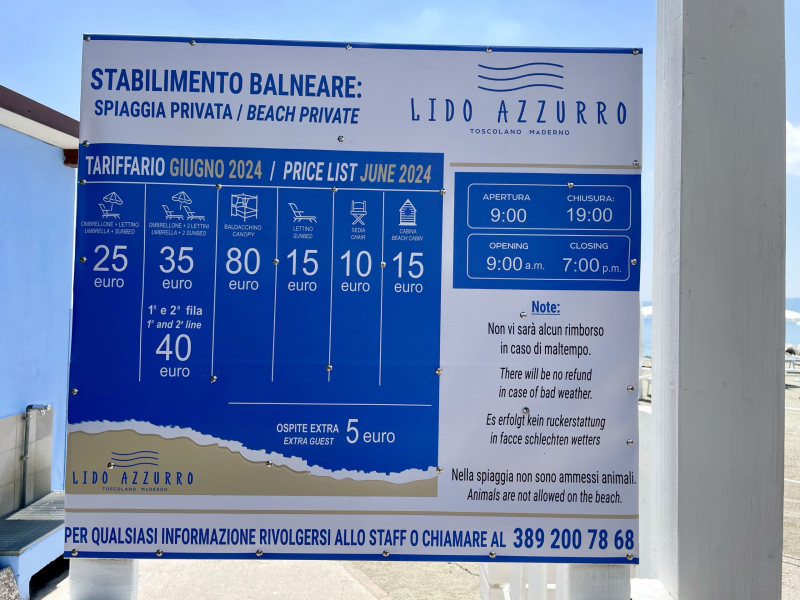 STABILIMENTO BALNEARE:
SPIAGGIA PRIVATA / BEACH PRIVATE
LIDO AZZURRO
TOSCOLANO MADERNO
TARIFFARIO GIUGNO 2024 / PRICE LIST JUNE 2024
OMBRELLONE + LETTINO
UMBRELLA + SUNBED
25
euro
OMBRELLONE + 2 LETTINI
UMBRELLA + 2 SUNBED
35
euro
1ª e 2ª fila
1ª and 2ª line
40
euro
BALDACCHINO
CANOPY
80
euro
LETTINO
SUNBED
15
euro
SEDIA
CHAIR
10
euro
CABINA
BEACH CABIN
15
euro
OSPITE EXTRA
EXTRA GUEST
5 euro
LIDO AZZURRO
TOSCOLANO MADERNO
APERTURA CHIUSURA:
9:00 19:00
OPENING CLOSING
9:00 a.m. 7:00 p.m.
Note:
Non vi sarà alcun rimborso
in caso di maltempo.
There will be no refund
in case of bad weather.
Es erfolgt kein ruckerstattung
in facce schlechten wetters
Nella spiaggia non sono ammessi animali.
Animals are not allowed on the beach.
PER QUALSIASI INFORMAZIONE RIVOLGERSI ALLO STAFF O CHIAMARE AL 389 200 78 68